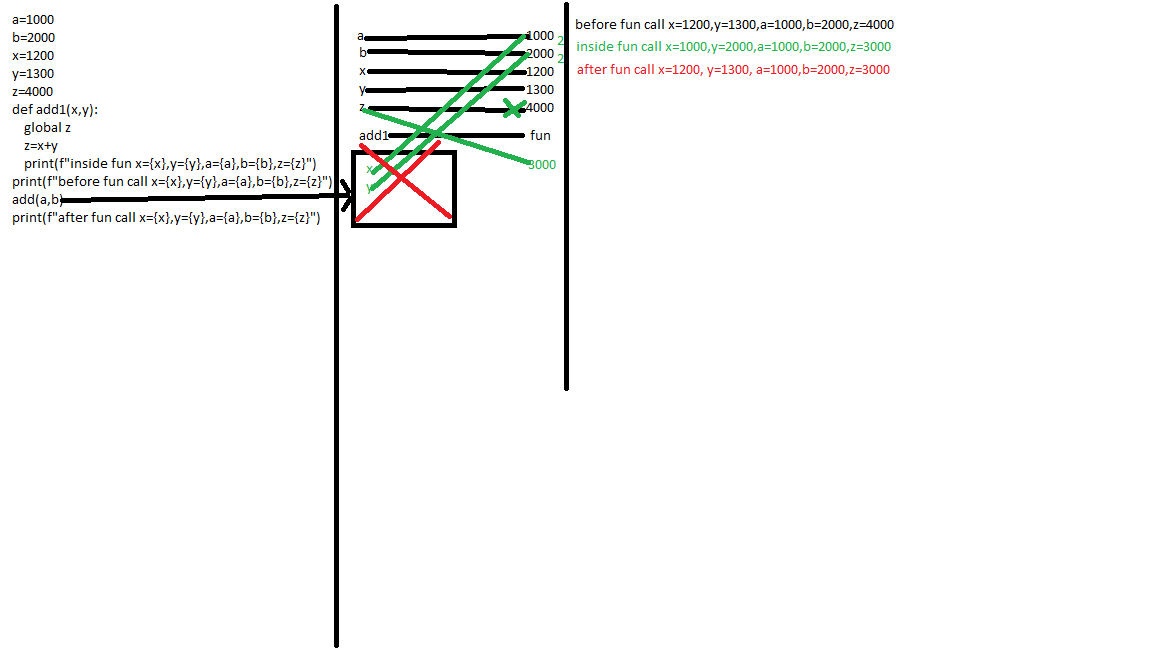 a=1000
b=2000
x=1200
y=1300
z=4000
def add1(x,y):
global z
z=x+y
print(f"inside fun x={x},y={y},a={a},b={b},z={z}")
print(f"before fun call x={x},y={y},a={a},b={b},z={z}")
add(a,b)
print(f"after fun call x={x},y={y},a={a},b={b},z={z}")
a 1000 2
b 2000 2
x 1200
y 1300
z 4000
add1 fun
3000
x
y
before fun call x=1200,y=1300,a=1000,b=2000,z=4000
inside fun call x=1000,y=2000,a=1000,b=2000,z=3000
after fun call x=1200, y=1300, a=1000,b=2000,z=3000